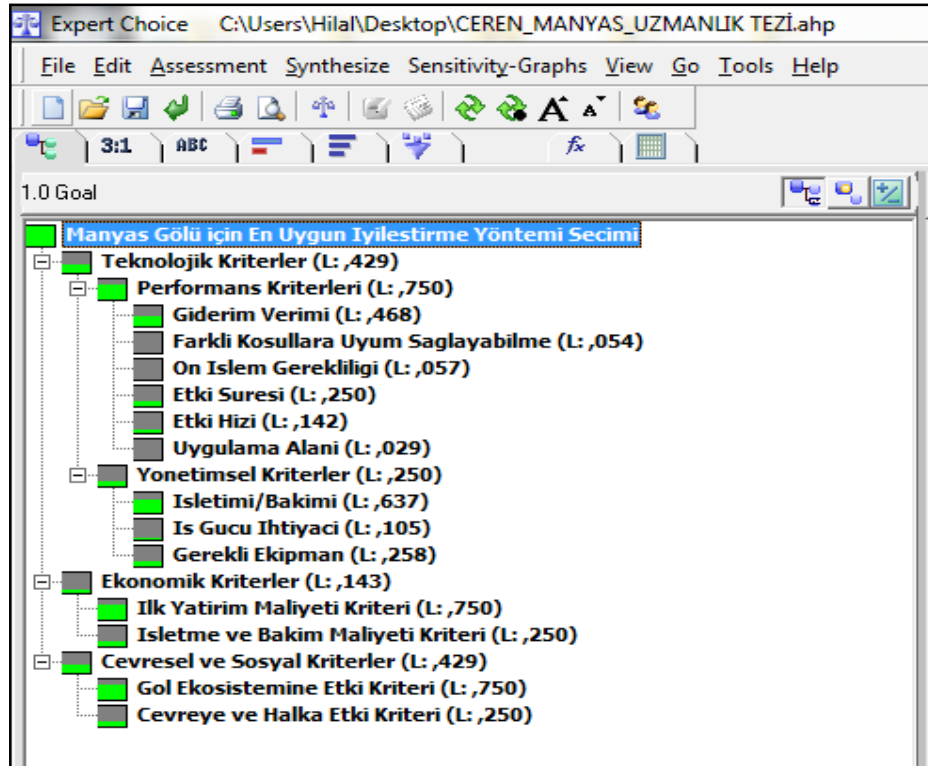 Expert Choice C:\Users\Hilal\Desktop\CEREN_MANYAS_UZMANLIK TEZİ.ahp
File Edit Assessment Synthesize Sensitivity-Graphs View Go Tools Help
A A
3:1 ABC fx
1.0 Goal
Manyas Gölü için En Uygun Iyilestirme Yöntemi Secimi
Teknolojik Kriterler (L: ,429)
Performans Kriterleri (L: ,750)
Giderim Verimi (L: ,468)
Farkli Kosullara Uyum Saglayabilme (L: ,054)
On Islem Gerekliligi (L: ,057)
Etki Suresi (L: ,250)
Etki Hizi (L: ,142)
Uygulama Alani (L: ,029)
Yonetimsel Kriterler (L: ,250)
Isletimi/Bakimi (L: ,637)
Is Gucu Ihtiyaci (L: ,105)
Gerekli Ekipman (L: ,258)
Ekonomik Kriterler (L: ,143)
Ilk Yatirim Maliyeti Kriteri (L: ,750)
Isletme ve Bakim Maliyeti Kriteri (L: ,250)
Cevresel ve Sosyal Kriterler (L: ,429)
Gol Ekosistemine Etki Kriteri (L: ,750)
Cevreye ve Halka Etki Kriteri (L: ,250)